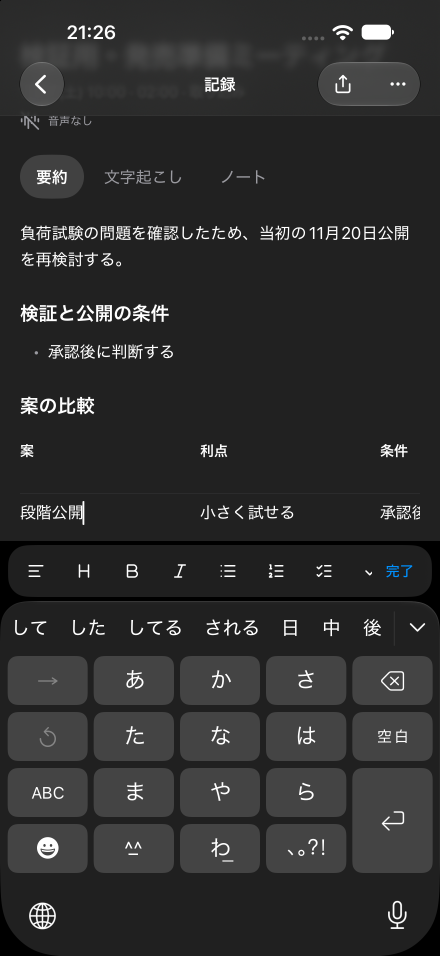 21:26
記録
音声なし
要約 文字起こし ノート
負荷試験の問題を確認したため、当初の11月20日公開
を再検討する。
検証と公開の条件
• 承認後に判断する
案の比較
案 利点 条件
段階公開 小さく試せる 承認後
H B I 完了
して した してる される 日 中 後
→ あ か さ
た な は 空白
ABC ま や ら
^^ わ 、。?!